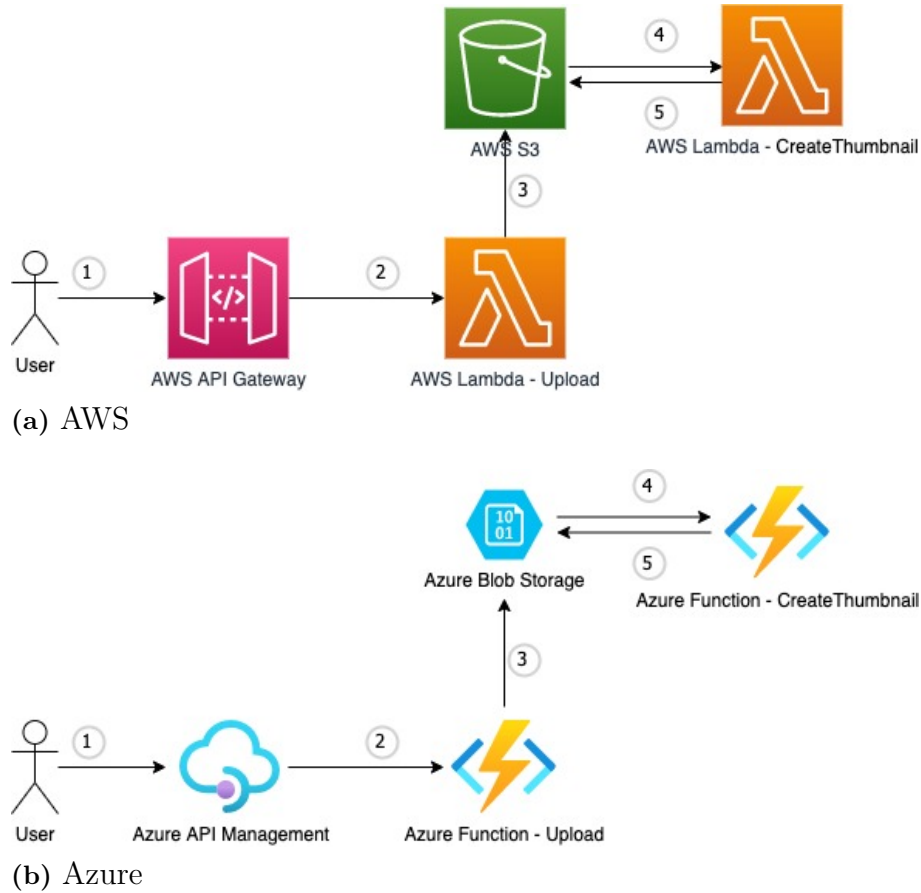 4
5
AWS S3
AWS Lambda - CreateThumbnail
3
1
2
</>
User
AWS API Gateway
AWS Lambda - Upload
(a) AWS
4
10
01
5
Azure Blob Storage
Azure Function - CreateThumbnail
3
1
2
User
Azure API Management
Azure Function - Upload
(b) Azure